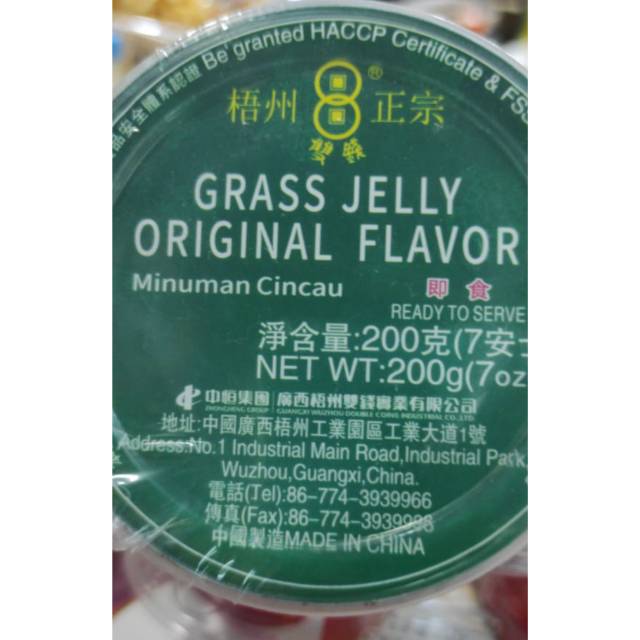 品安全體系認證 Be granted HACCP Certificate & FS
梧州 ® 正宗
雙錢
GRASS JELLY
ORIGINAL FLAVOR
Minuman Cincau
即食
READY TO SERVE
淨含量:200克(7安士
NET WT:200g(7oz
中恒集團 廣西梧州雙錢實業有限公司
ZHONGHENG GROUP GUANGXI WUZHOU DOUBLE COINS INDUSTRIAL CO.,LTD.
地址:中國廣西梧州工業園區工業大道1號
Address:No.1 Industrial Main Road,Industrial Park,
Wuzhou,Guangxi,China.
電話(Tel):86-774-3939966
傳真(Fax):86-774-3939998
中國製造MADE IN CHINA